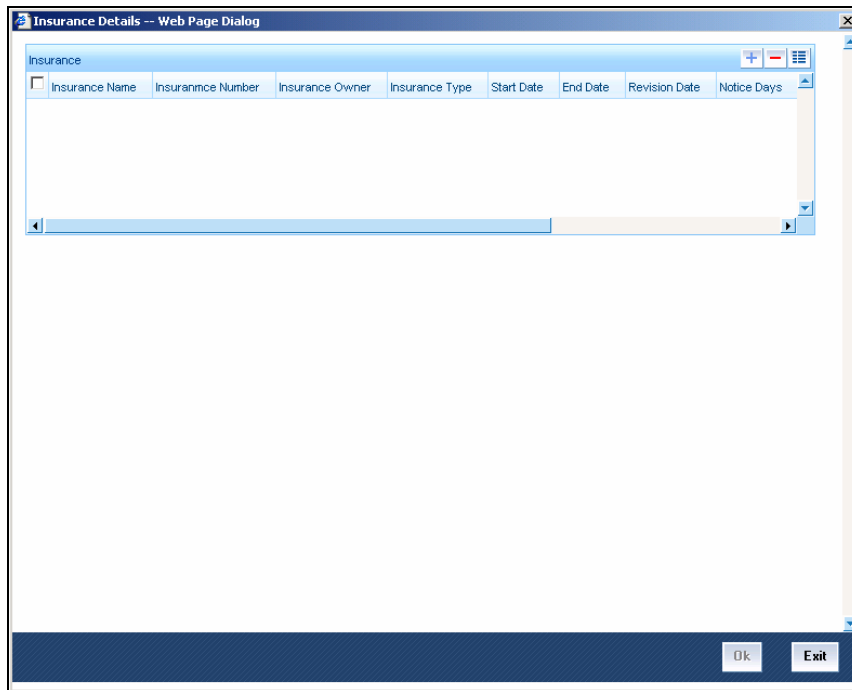 Insurance Details -- Web Page Dialog
Insurance
Insurance Name Insuranmce Number Insurance Owner Insurance Type Start Date End Date Revision Date Notice Days
Ok Exit